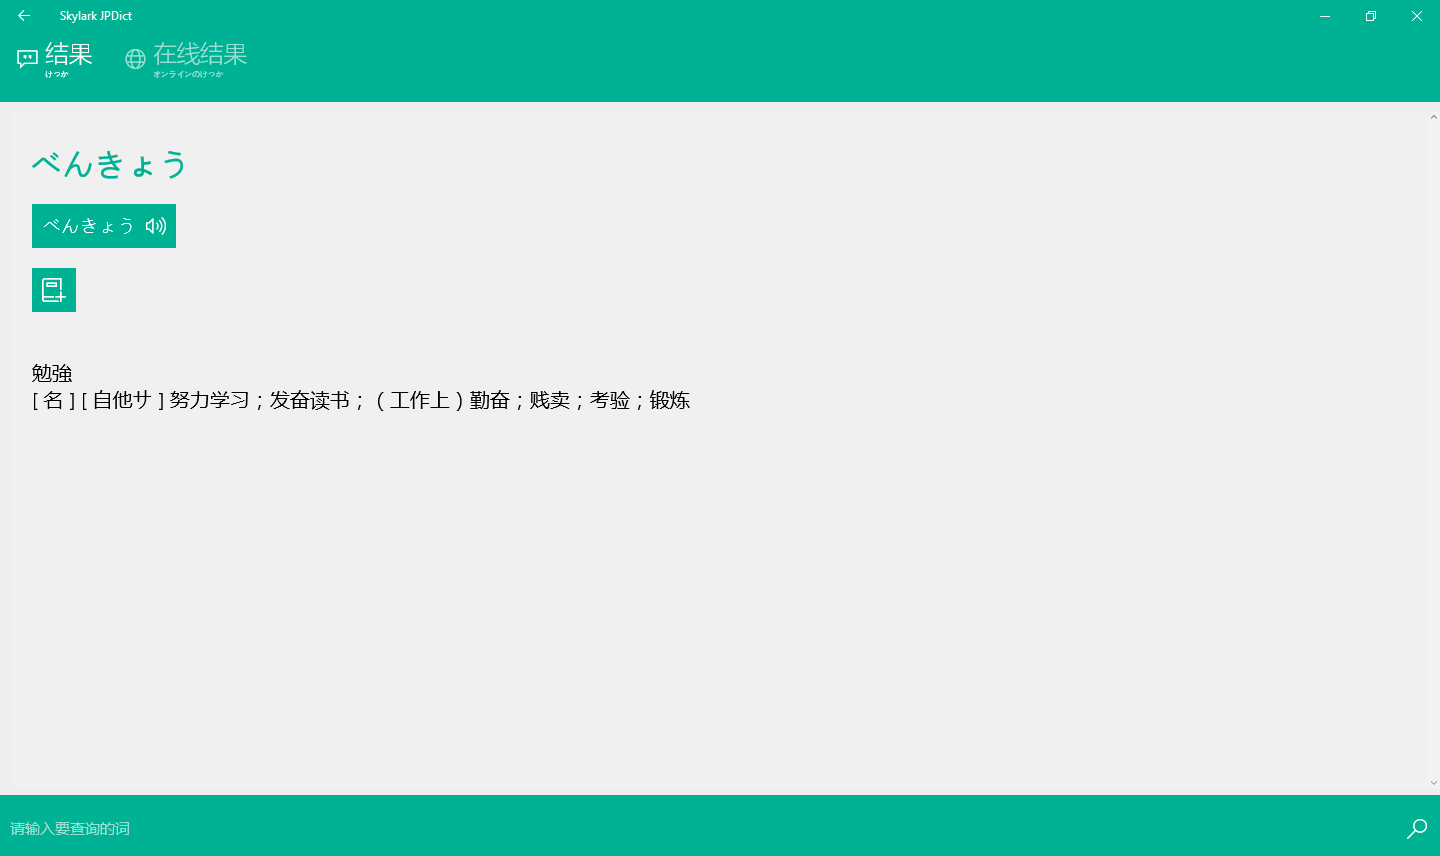 Skylark JPDict
结果
けっか
在线结果
オンラインのけっか
べんきょう
べんきょう
勉強
[ 名 ] [ 自他サ ] 努力学习；发奋读书；（工作上）勤奋；贱卖；考验；锻炼
请输入要查询的词